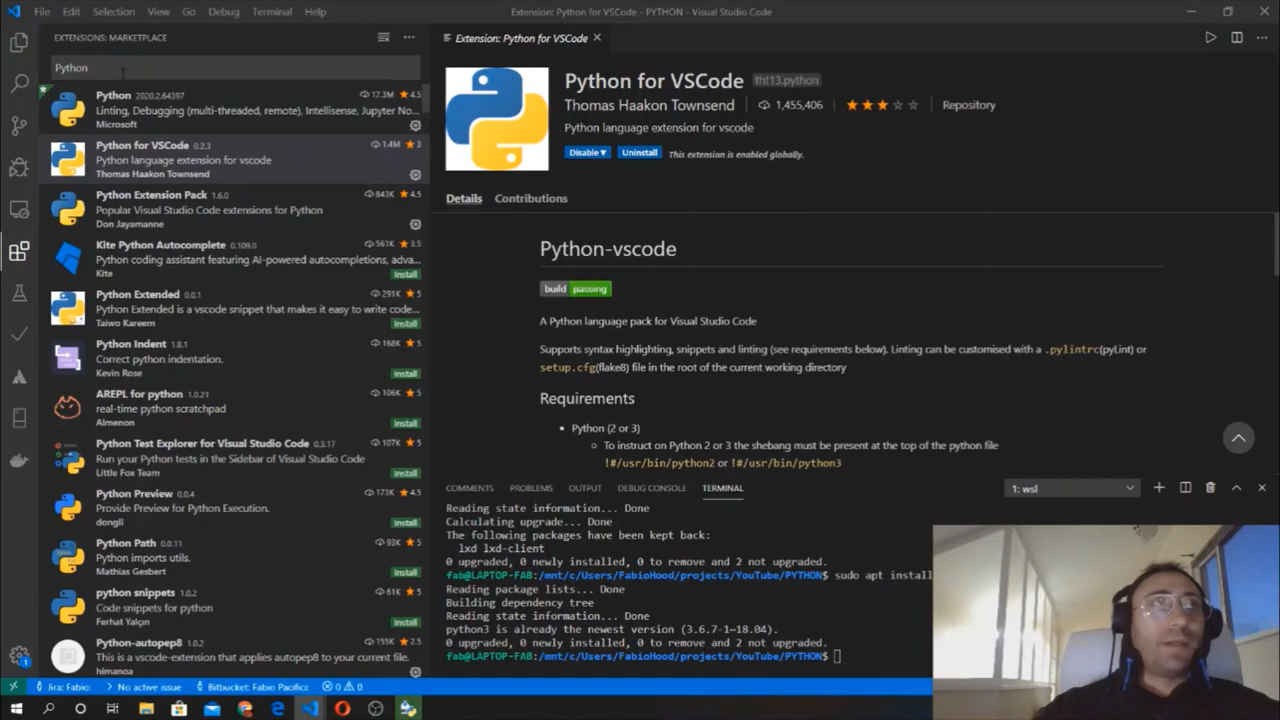 File Edit Selection View Go Debug Terminal Help
Extension: Python for VSCode - PYTHON - Visual Studio Code
EXTENSIONS: MARKETPLACE
Python
Python 2020.2.64397 17.3M 4.5
Linting, Debugging (multi-threaded, remote), Intellisense, Jupyter No...
Microsoft
Python for VSCode 0.2.3 1.4M 3
Python language extension for vscode
Thomas Haakon Townsend
Python Extension Pack 1.6.0 843K 4.5
Popular Visual Studio Code extensions for Python
Don Jayamanne
Kite Python Autocomplete 0.109.0 561K 3.5
Python coding assistant featuring AI-powered autocompletions, adva...
Kite Install
Python Extended 0.0.1 291K 5
Python Extended is a vscode snippet that makes it easy to write code...
Taiwo Kareem Install
Python Indent 1.8.1 168K 5
Correct python indentation.
Kevin Rose Install
AREPL for python 1.0.21 106K 5
real-time python scratchpad
Almenon Install
Python Test Explorer for Visual Studio Code 0.3.17 107K 5
Run your Python tests in the Sidebar of Visual Studio Code
Little Fox Team Install
Python Preview 0.0.4 173K 4.5
Provide Preview for Python Execution.
dongli Install
Python Path 0.0.11 93K 5
Python imports utils.
Mathias Gesbert Install
python snippets 1.0.2 61K 5
Code snippets for python
Ferhat Yalçın Install
Python-autopep8 1.0.2 155K 2.5
This is a vscode-extension that applies autopep8 to your current file.
himanoa
Extension: Python for VSCode
Python for VSCode tht13.python
Thomas Haakon Townsend 1,455,406 Repository
Python language extension for vscode
Disable Uninstall This extension is enabled globally.
Details Contributions
Python-vscode
build passing
A Python language pack for Visual Studio Code
Supports syntax highlighting, snippets and linting (see requirements below). Linting can be customised with a .pylintrc(pyLint) or
setup.cfg(flake8) file in the root of the current working directory
Requirements
Python (2 or 3)
To instruct on Python 2 or 3 the shebang must be present at the top of the python file
!#/usr/bin/python2 or !#/usr/bin/python3
COMMENTS PROBLEMS OUTPUT DEBUG CONSOLE TERMINAL 1: wsl
Reading state information... Done
Calculating upgrade... Done
The following packages have been kept back:
lxd lxd-client
0 upgraded, 0 newly installed, 0 to remove and 2 not upgraded.
fab@LAPTOP-FAB:/mnt/c/Users/FabioHood/projects/YouTube/PYTHON$ sudo apt install
Reading package lists... Done
Building dependency tree
Reading state information... Done
python3 is already the newest version (3.6.7-1~18.04).
0 upgraded, 0 newly installed, 0 to remove and 2 not upgraded.
fab@LAPTOP-FAB:/mnt/c/Users/FabioHood/projects/YouTube/PYTHON$
1
Jira: Fabio: No active issue Bitbucket: Fabio Pacifici: 0 0